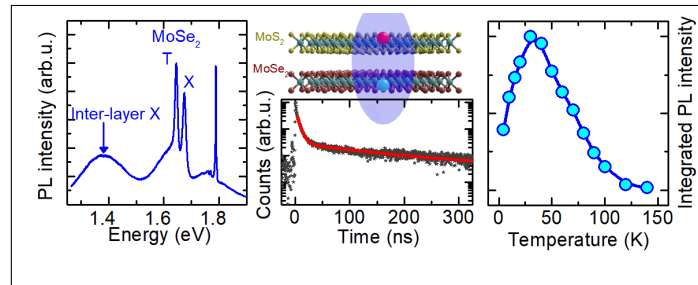 MoSe₂
T
X
Inter-layer X
PL intensity (arb.u.)
1.4 1.6 1.8
Energy (eV)
MoS₂
MoSe₂
Counts (arb.u.)
0 100 200 300
Time (ns)
Integrated PL intensity
0 50 100 150
Temperature (K)